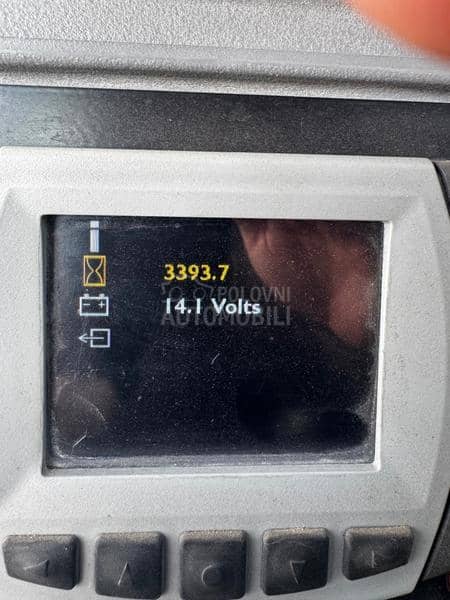 3393.7
POLOVNI
14.1 Volts
AUTOMOBILI